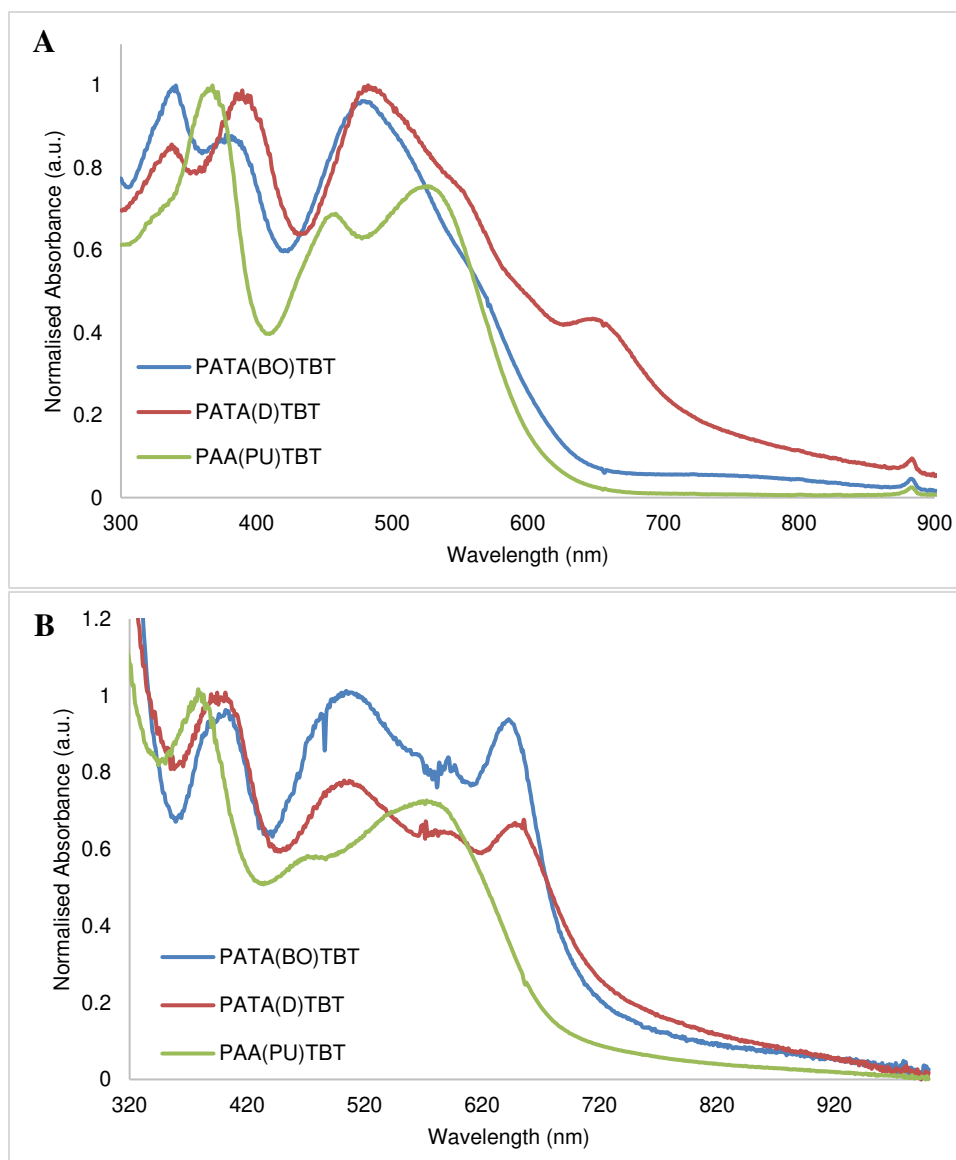 A
Normalised Absorbance (a.u.)
1
0.8
0.6
0.4
0.2
0
PATA(BO)TBT
PATA(D)TBT
PAA(PU)TBT
300 400 500 600 700 800 900
Wavelength (nm)
B
Normalised Absorbance (a.u.)
1.2
1
0.8
0.6
0.4
0.2
0
PATA(BO)TBT
PATA(D)TBT
PAA(PU)TBT
320 420 520 620 720 820 920
Wavelength (nm)